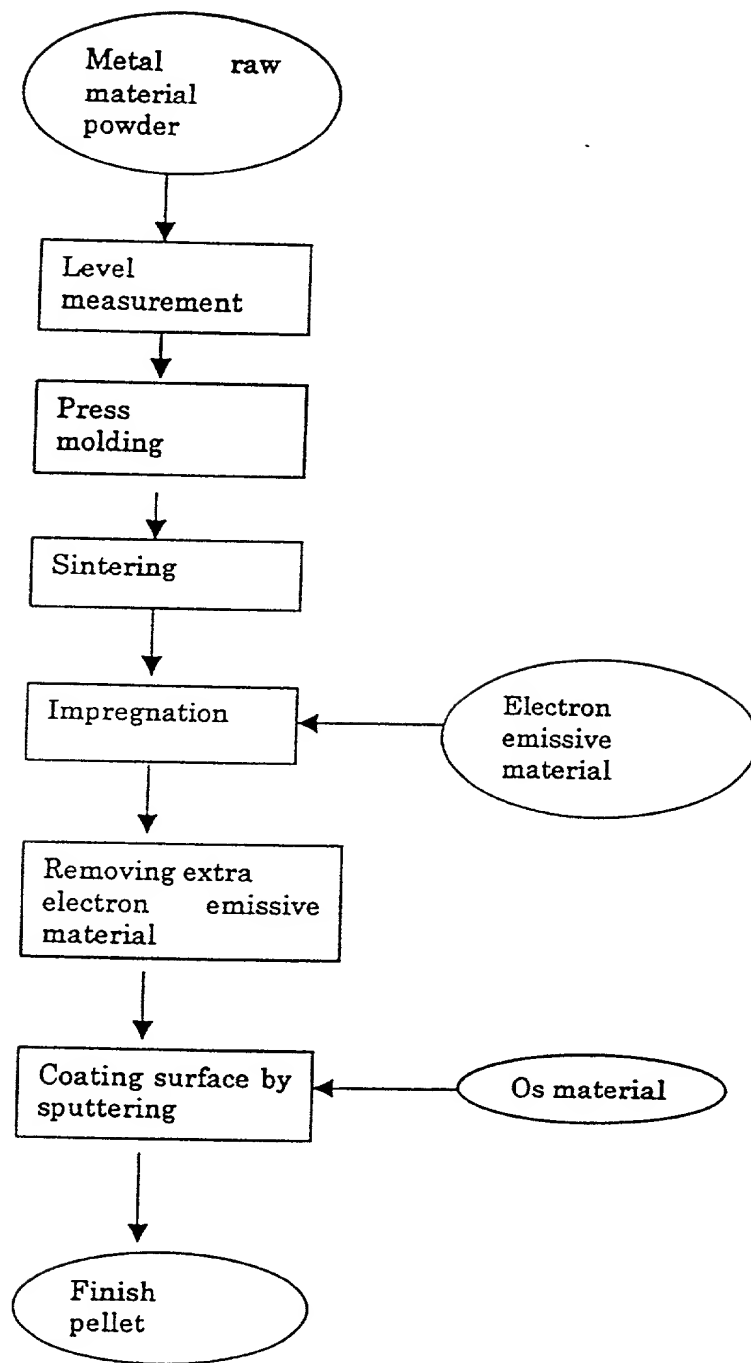 Metal raw
material
powder
Level
measurement
Press
molding
Sintering
Impregnation
Electron
emissive
material
Removing extra
electron emissive
material
Coating surface by
sputtering
Os material
Finish
pellet